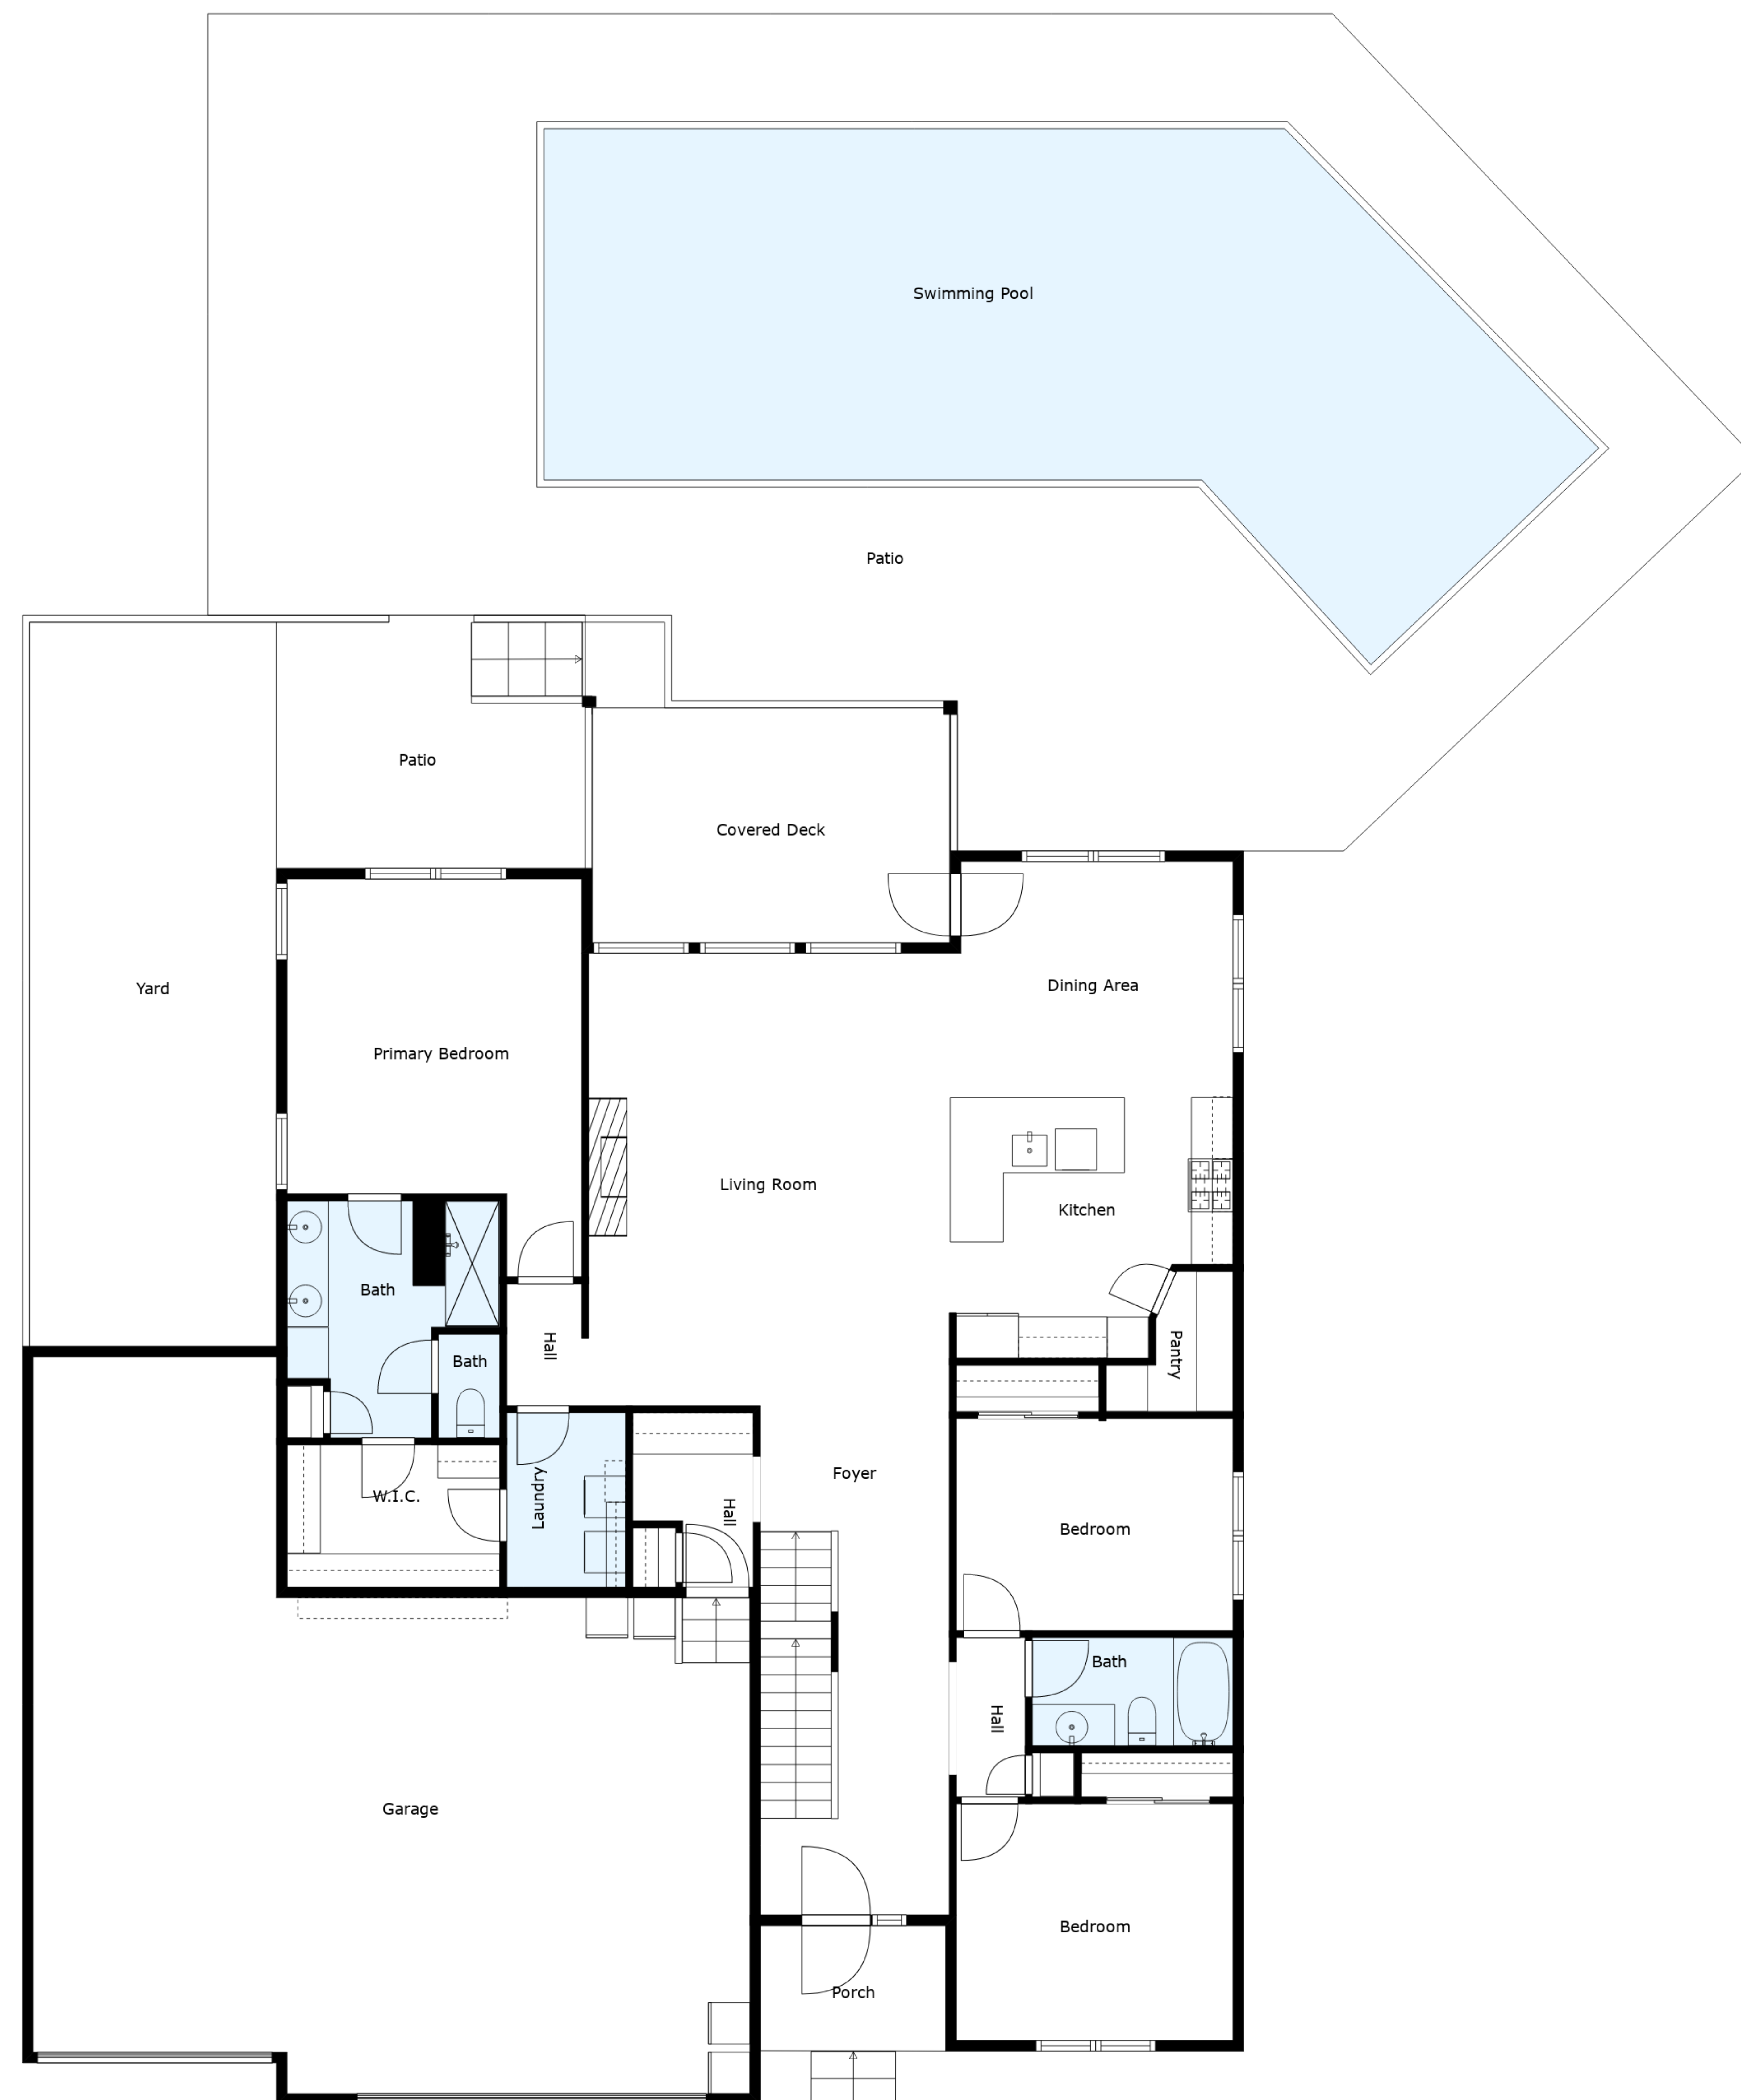 Swimming Pool
Patio
Patio
Covered Deck
Dining Area
Yard
Primary Bedroom
Living Room
Kitchen
Bath
Hall
Pantry
Bath
Foyer
W.I.C.
Laundry
Hall
Bedroom
Bath
Hall
Garage
Bedroom
Porch